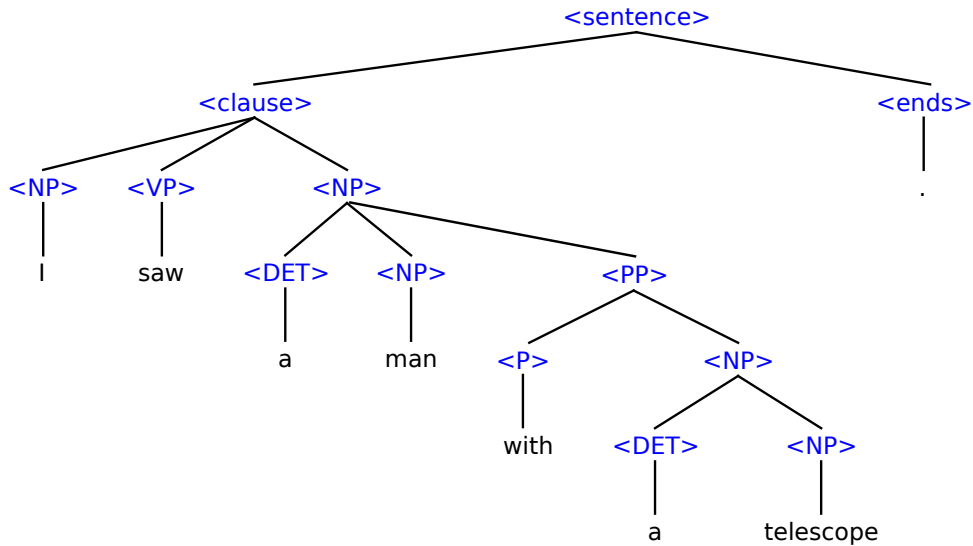 <sentence>
<clause> <ends>
<NP> <VP> <NP> .
I saw <DET> <NP> <PP>
a man <P> <NP>
with <DET> <NP>
a telescope